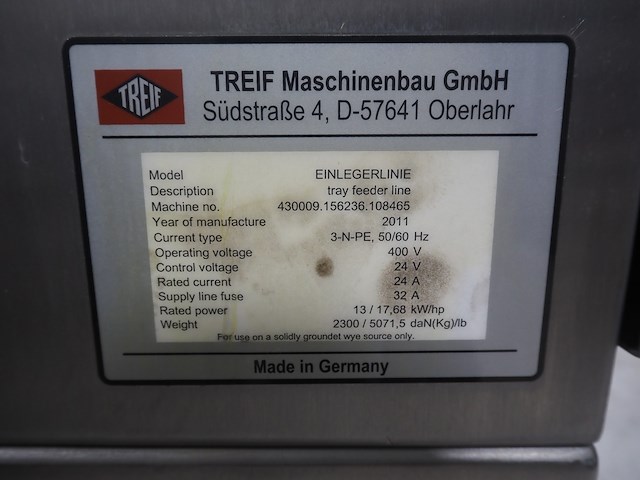 TREIF
TREIF Maschinenbau GmbH
Südstraße 4, D-57641 Oberlahr
Model EINLEGERLINIE
Description tray feeder line
Machine no. 430009.156236.108465
Year of manufacture 2011
Current type 3-N-PE, 50/60 Hz
Operating voltage 400 V
Control voltage 24 V
Rated current 24 A
Supply line fuse 32 A
Rated power 13 / 17,68 kW/hp
Weight 2300 / 5071,5 daN(Kg)/lb
For use on a solidly groundet wye source only.
Made in Germany